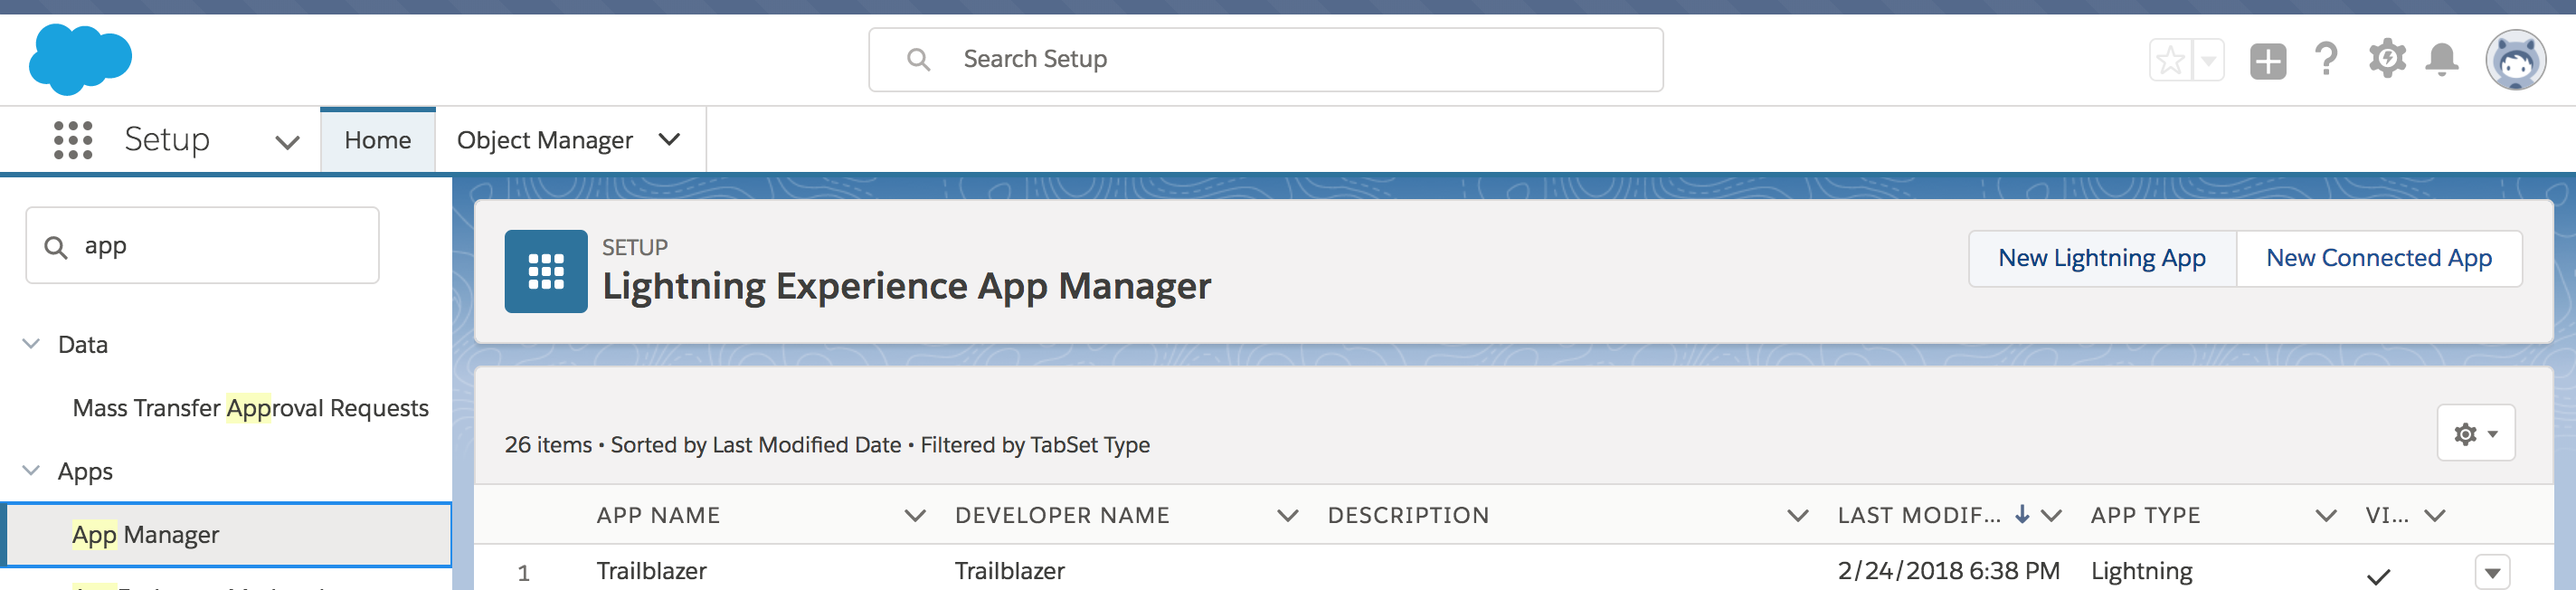 Search Setup
Setup
Home
Object Manager
app
Data
Mass Transfer Approval Requests
Apps
App Manager
SETUP
Lightning Experience App Manager
New Lightning App
New Connected App
26 items • Sorted by Last Modified Date • Filtered by TabSet Type
APP NAME
DEVELOPER NAME
DESCRIPTION
LAST MODIF...
APP TYPE
VI...
1
Trailblazer
Trailblazer
2/24/2018 6:38 PM
Lightning